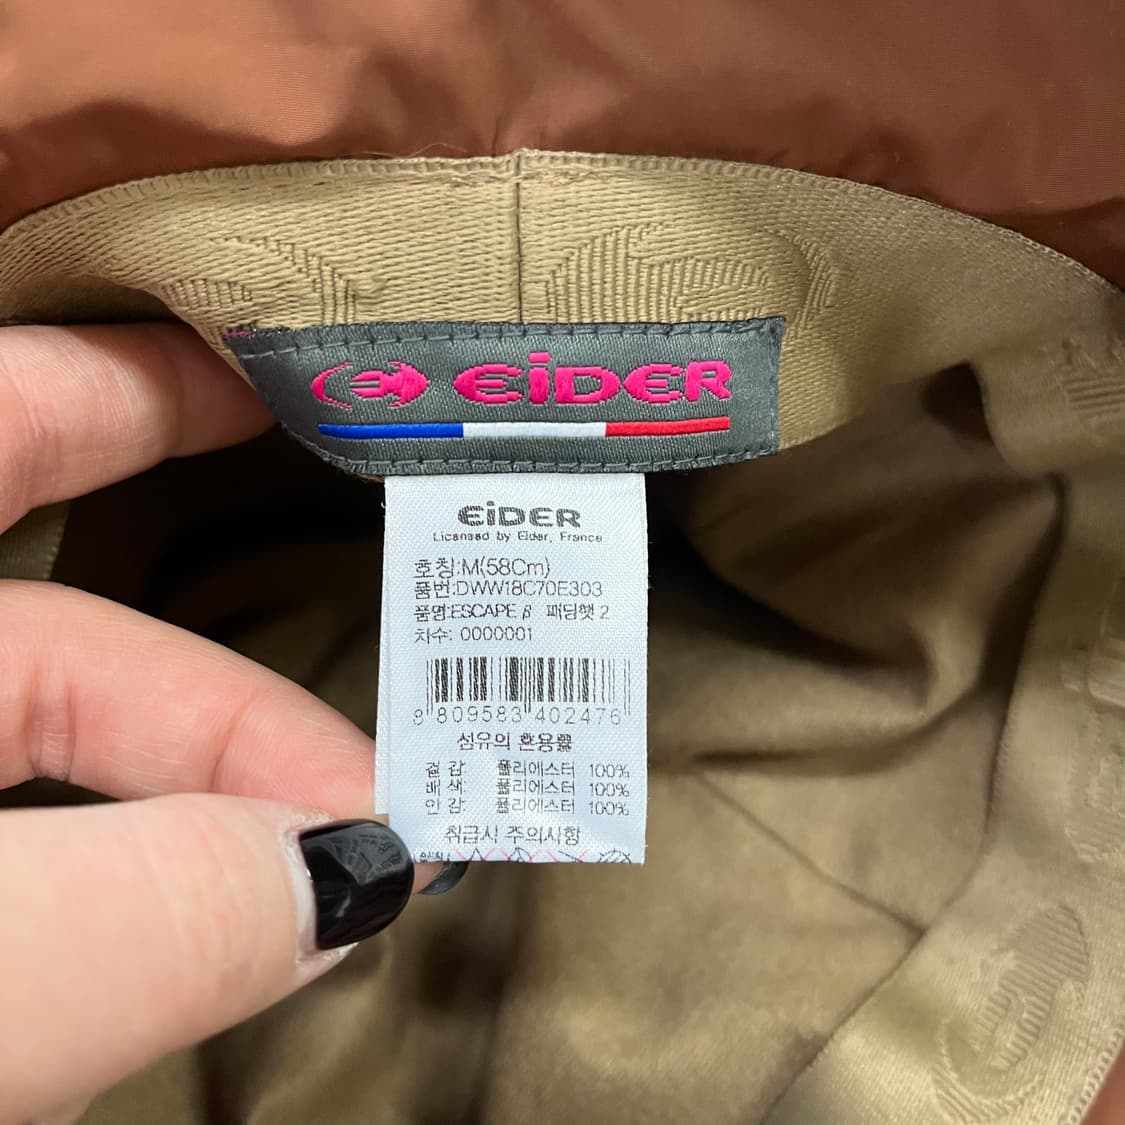 EiDER
EiDER
Licensed by Eider, France
호칭:M(58Cm)
품번:DWW18C70E303
품명:ESCAPE β 패딩햇 2
차수: 0000001
8 809583 402476
섬유의 혼용률
겉 감 폴리에스터 100%
배 색 폴리에스터 100%
안 감 폴리에스터 100%
취급시 주의사항